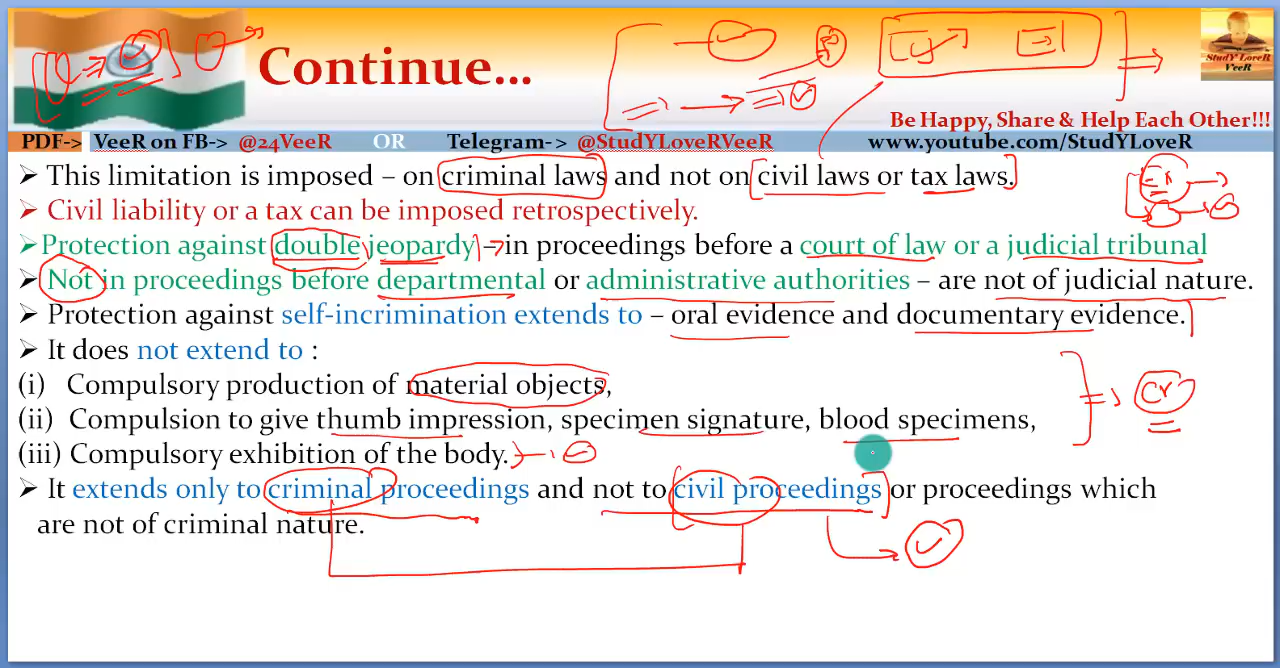 Continue...
StudY LoveR
VeeR
Be Happy, Share & Help Each Other!!!
PDF-> VeeR on FB-> @24VeeR OR Telegram-> @StudYLoveRVeeR www.youtube.com/StudYLoveR
➤ This limitation is imposed – on criminal laws and not on civil laws or tax laws.
➤ Civil liability or a tax can be imposed retrospectively.
➤ Protection against double jeopardy – in proceedings before a court of law or a judicial tribunal
➤ Not in proceedings before departmental or administrative authorities – are not of judicial nature.
➤ Protection against self-incrimination extends to – oral evidence and documentary evidence.
➤ It does not extend to :
(i) Compulsory production of material objects,
(ii) Compulsion to give thumb impression, specimen signature, blood specimens,
(iii) Compulsory exhibition of the body.
Cr
➤ It extends only to criminal proceedings and not to civil proceedings or proceedings which
are not of criminal nature.